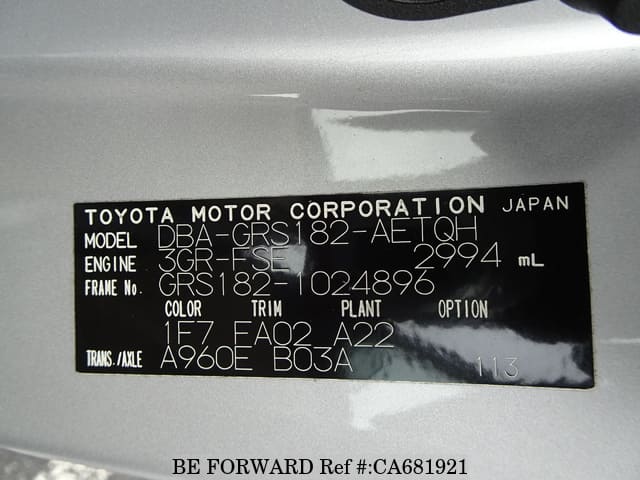 TOYOTA MOTOR CORPORATION JAPAN
MODEL DBA-GRS182-AETQH
ENGINE 3GR-FSE 2994 mL
FRAME No. GRS182-1024896
COLOR TRIM PLANT OPTION
1F7 FA02 A22
TRANS./AXLE A960E B03A 113
BE FORWARD Ref #:CA681921